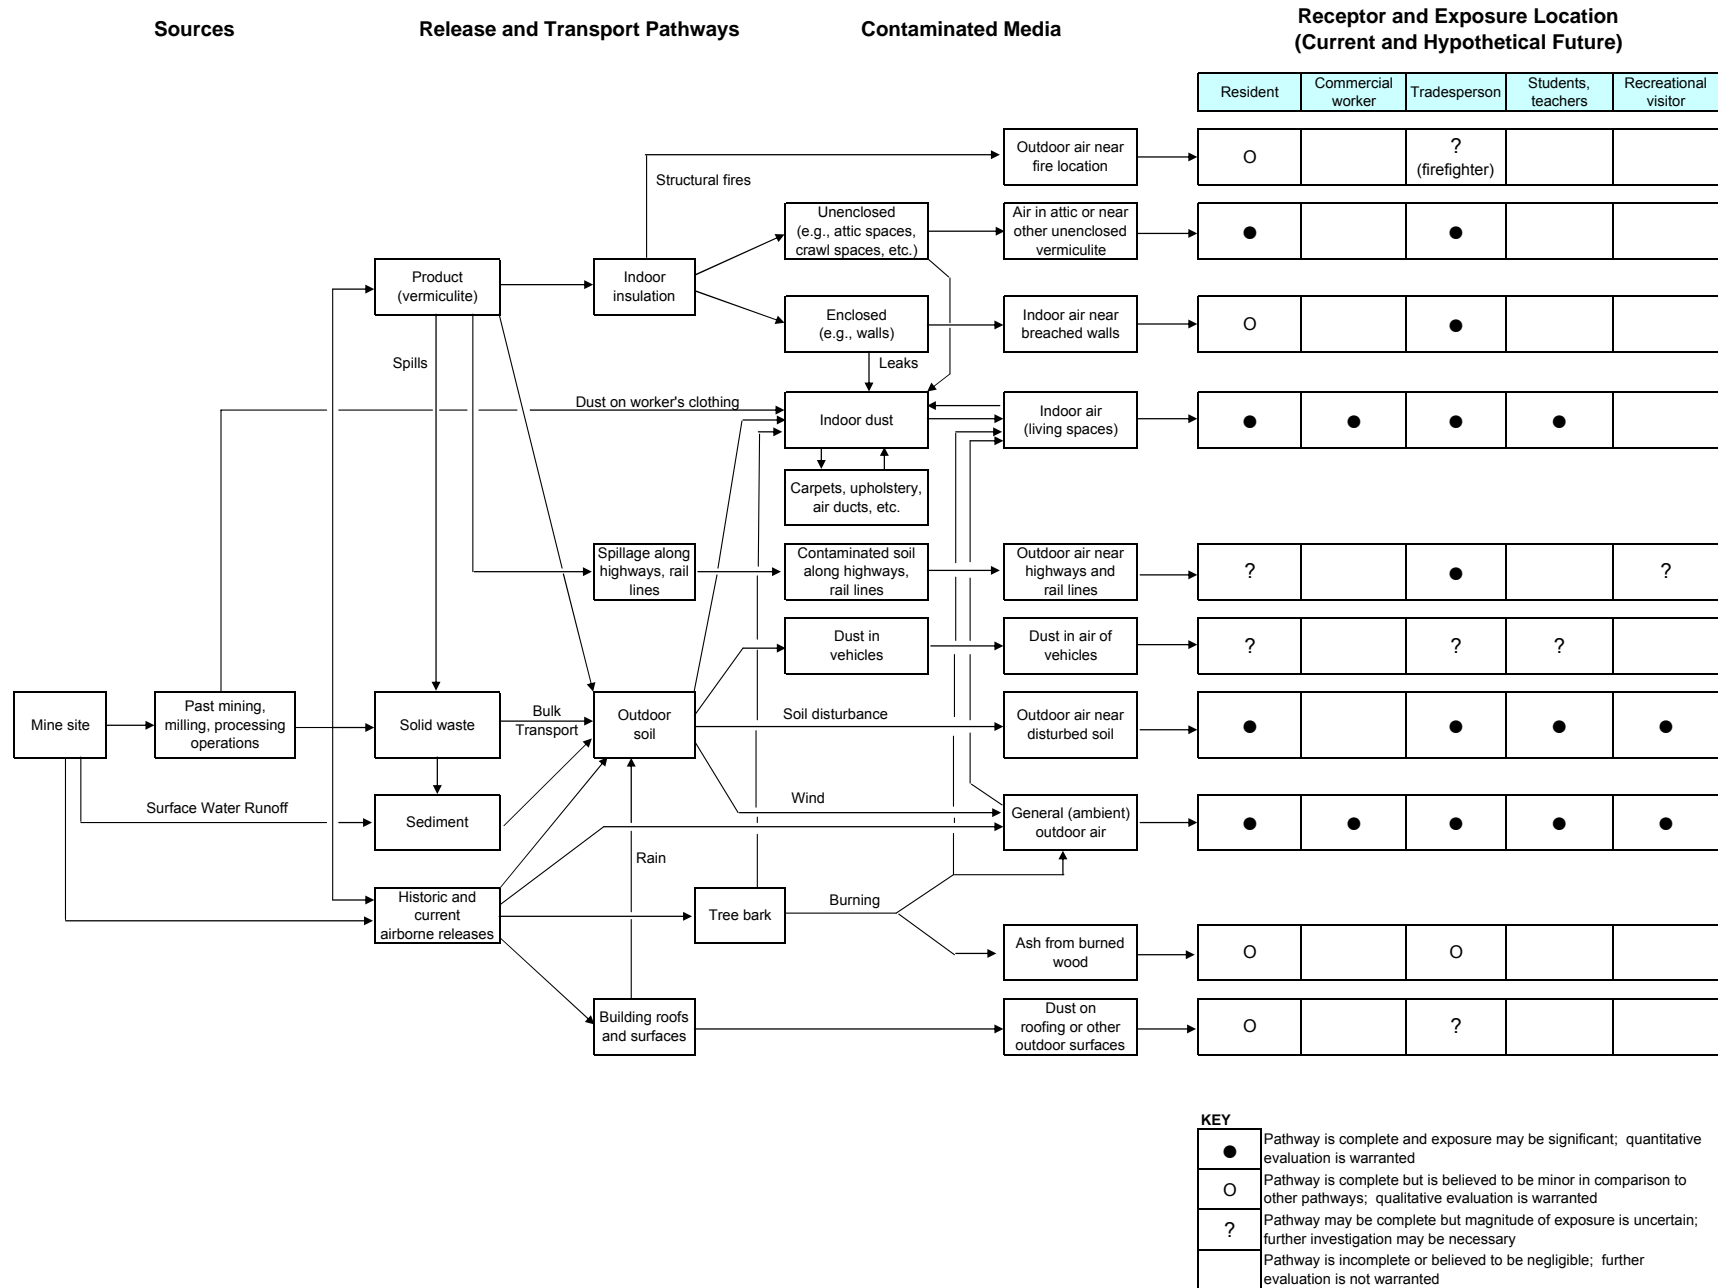 Sources
Release and Transport Pathways
Contaminated Media
Receptor and Exposure Location
(Current and Hypothetical Future)
Resident
Commercial
worker
Tradesperson
Students,
teachers
Recreational
visitor
Outdoor air near
fire location
O
?
(firefighter)
Structural fires
Unenclosed
(e.g., attic spaces,
crawl spaces, etc.)
Air in attic or near
other unenclosed
vermiculite
●
●
Product
(vermiculite)
Indoor
insulation
Enclosed
(e.g., walls)
Indoor air near
breached walls
O
●
Spills
Leaks
Dust on worker's clothing
Indoor dust
Indoor air
(living spaces)
●
●
●
●
Carpets, upholstery,
air ducts, etc.
Spillage along
highways, rail
lines
Contaminated soil
along highways,
rail lines
Outdoor air near
highways and
rail lines
?
●
?
Dust in
vehicles
Dust in air of
vehicles
?
?
?
Mine site
Past mining,
milling, processing
operations
Solid waste
Bulk
Transport
Outdoor
soil
Soil disturbance
Outdoor air near
disturbed soil
●
●
●
●
Surface Water Runoff
Sediment
Wind
General (ambient)
outdoor air
●
●
●
●
●
Rain
Historic and
current
airborne releases
Tree bark
Burning
Ash from burned
wood
O
O
Building roofs
and surfaces
Dust on
roofing or other
outdoor surfaces
O
?
KEY
● Pathway is complete and exposure may be significant; quantitative
evaluation is warranted
O Pathway is complete but is believed to be minor in comparison to
other pathways; qualitative evaluation is warranted
? Pathway may be complete but magnitude of exposure is uncertain;
further investigation may be necessary
Pathway is incomplete or believed to be negligible; further
evaluation is not warranted